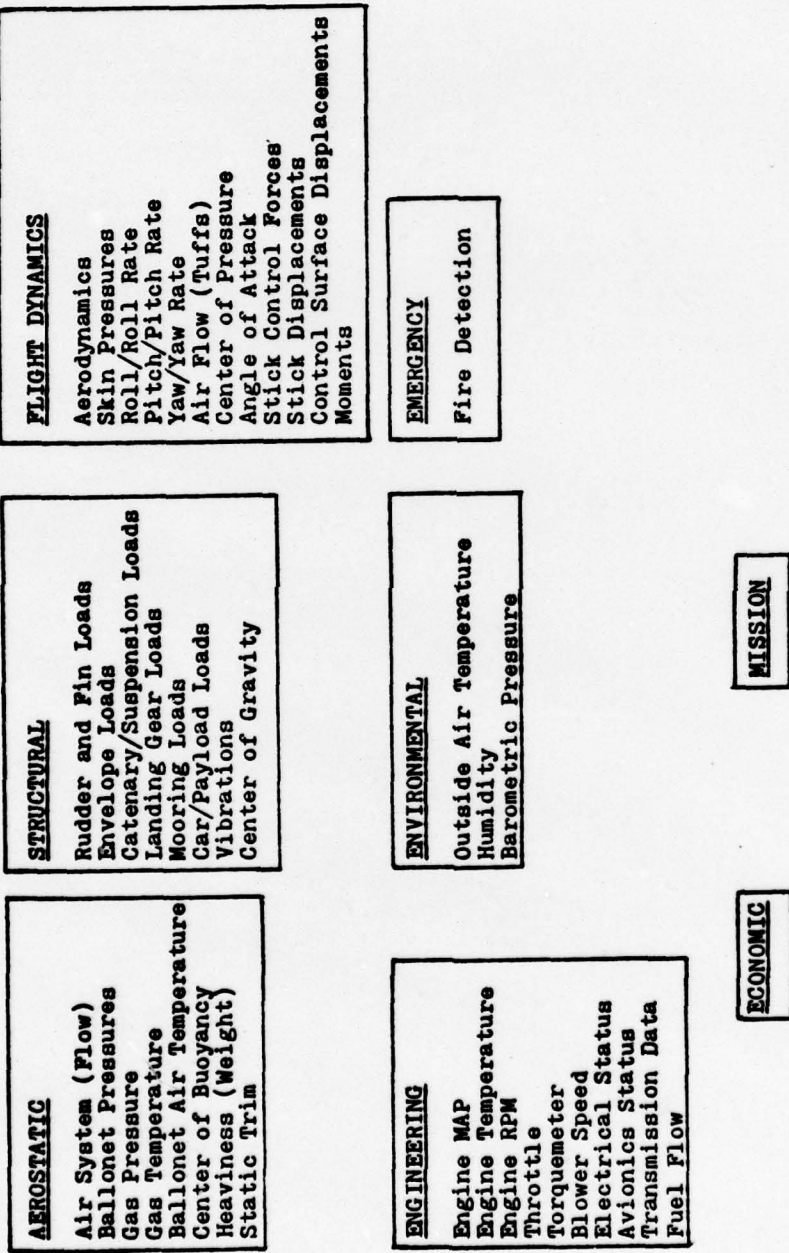 AEROSTATIC
Air System (Flow)
Ballonet Pressures
Gas Pressure
Gas Temperature
Ballonet Air Temperature
Center of Buoyancy
Heaviness (Weight)
Static Trim
STRUCTURAL
Rudder and Fin Loads
Envelope Loads
Catenary/Suspension Loads
Landing Gear Loads
Mooring Loads
Car/Payload Loads
Vibrations
Center of Gravity
FLIGHT DYNAMICS
Aerodynamics
Skin Pressures
Roll/Roll Rate
Pitch/Pitch Rate
Yaw/Yaw Rate
Air Flow (Tuffs)
Center of Pressure
Angle of Attack
Stick Control Forces
Stick Displacements
Control Surface Displacements
Moments
ENGINEERING
Engine MAP
Engine Temperature
Engine RPM
Throttle
Torquemeter
Blower Speed
Electrical Status
Avionics Status
Transmission Data
Fuel Flow
ENVIRONMENTAL
Outside Air Temperature
Humidity
Barometric Pressure
EMERGENCY
Fire Detection
ECONOMIC
MISSION